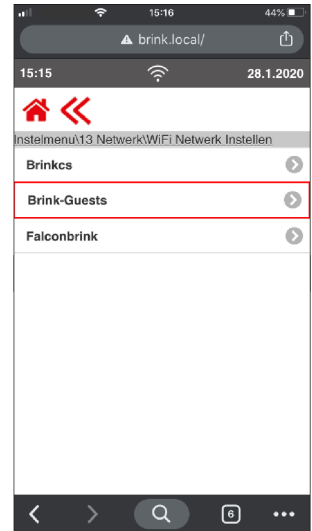 15:16
44%
brink.local/
15:15
28.1.2020
Instelmenu\13 Netwerk\WiFi Netwerk Instellen
Brinkcs
Brink-Guests
Falconbrink
6